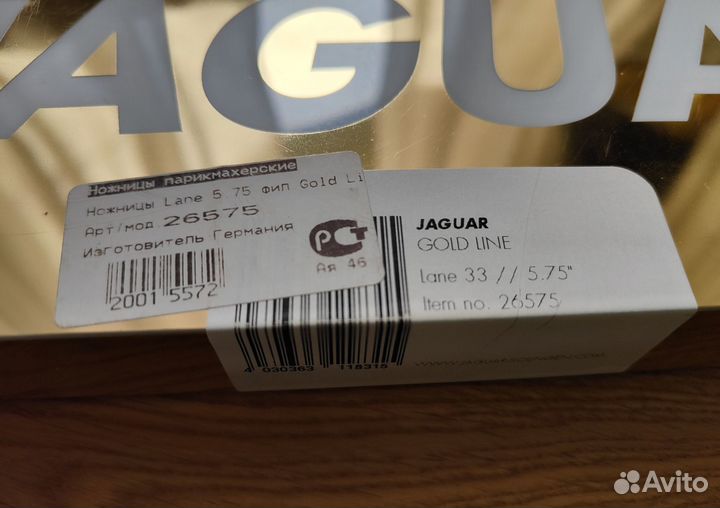 JAGUA
Ножницы парикмахерские
Ножницы Lane 5.75 фил Gold Li
Арт/мод 26575
Изготовитель Германия
РСТ
Ая 46
2001 5572
JAGUAR
GOLD LINE
Lane 33 // 5.75"
Item no. 26575
4 030363 118315
Avito